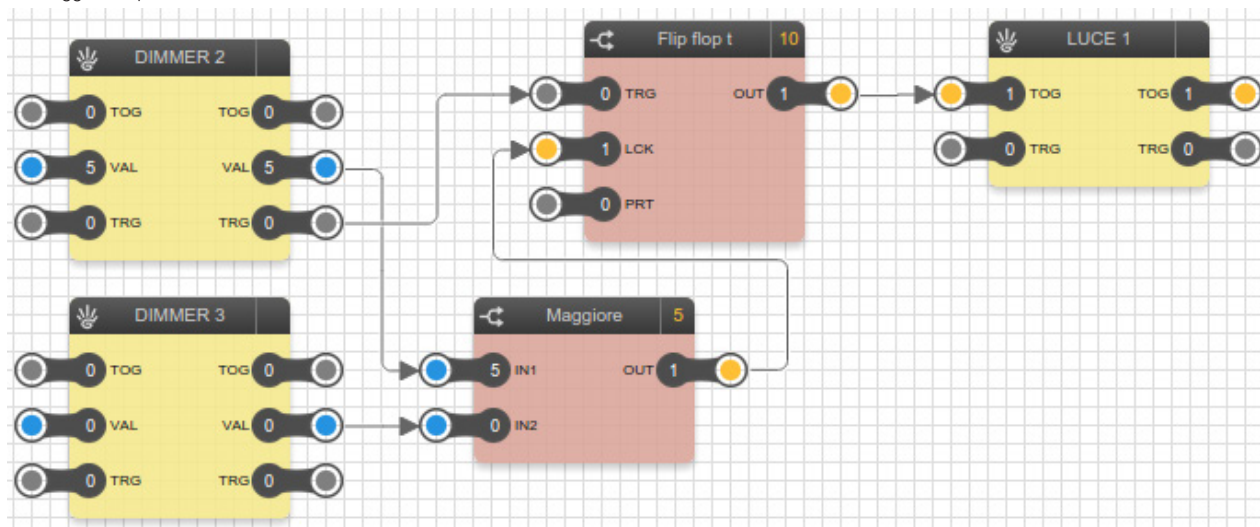 DIMMER 2
0 TOG TOG 0
5 VAL VAL 5
0 TRG TRG 0
Flip flop t 10
0 TRG OUT 1
1 LCK
0 PRT
LUCE 1
1 TOG TOG 1
0 TRG TRG 0
DIMMER 3
0 TOG TOG 0
0 VAL VAL 0
0 TRG TRG 0
Maggiore 5
5 IN1 OUT 1
0 IN2